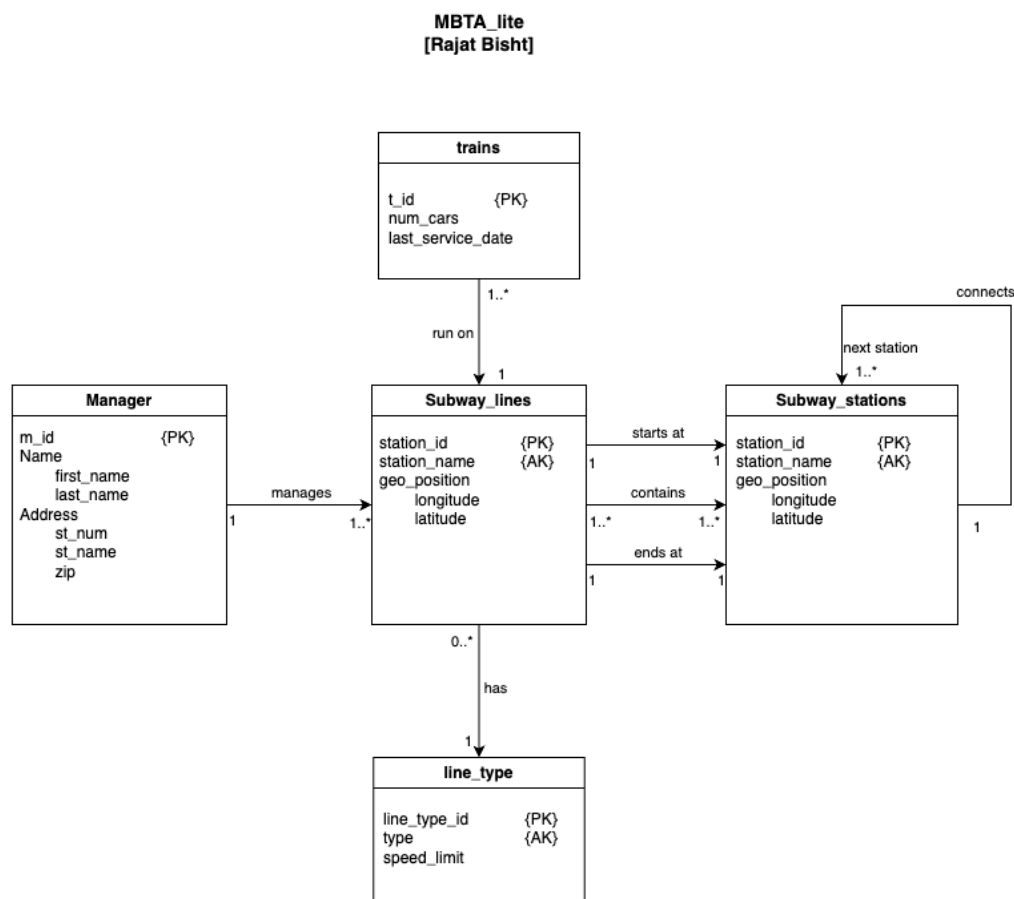 MBTA_lite
[Rajat Bisht]
trains
t_id {PK}
num_cars
last_service_date
1..*
run on
1
connects
next station
1..*
Manager
m_id {PK}
Name
first_name
last_name
Address
st_num
st_name
zip
manages
1
1..*
Subway_lines
station_id {PK}
station_name {AK}
geo_position
longitude
latitude
starts at
1
1
contains
1..*
1..*
ends at
1
1
Subway_stations
station_id {PK}
station_name {AK}
geo_position
longitude
latitude
1
0..*
has
1
line_type
line_type_id {PK}
type {AK}
speed_limit